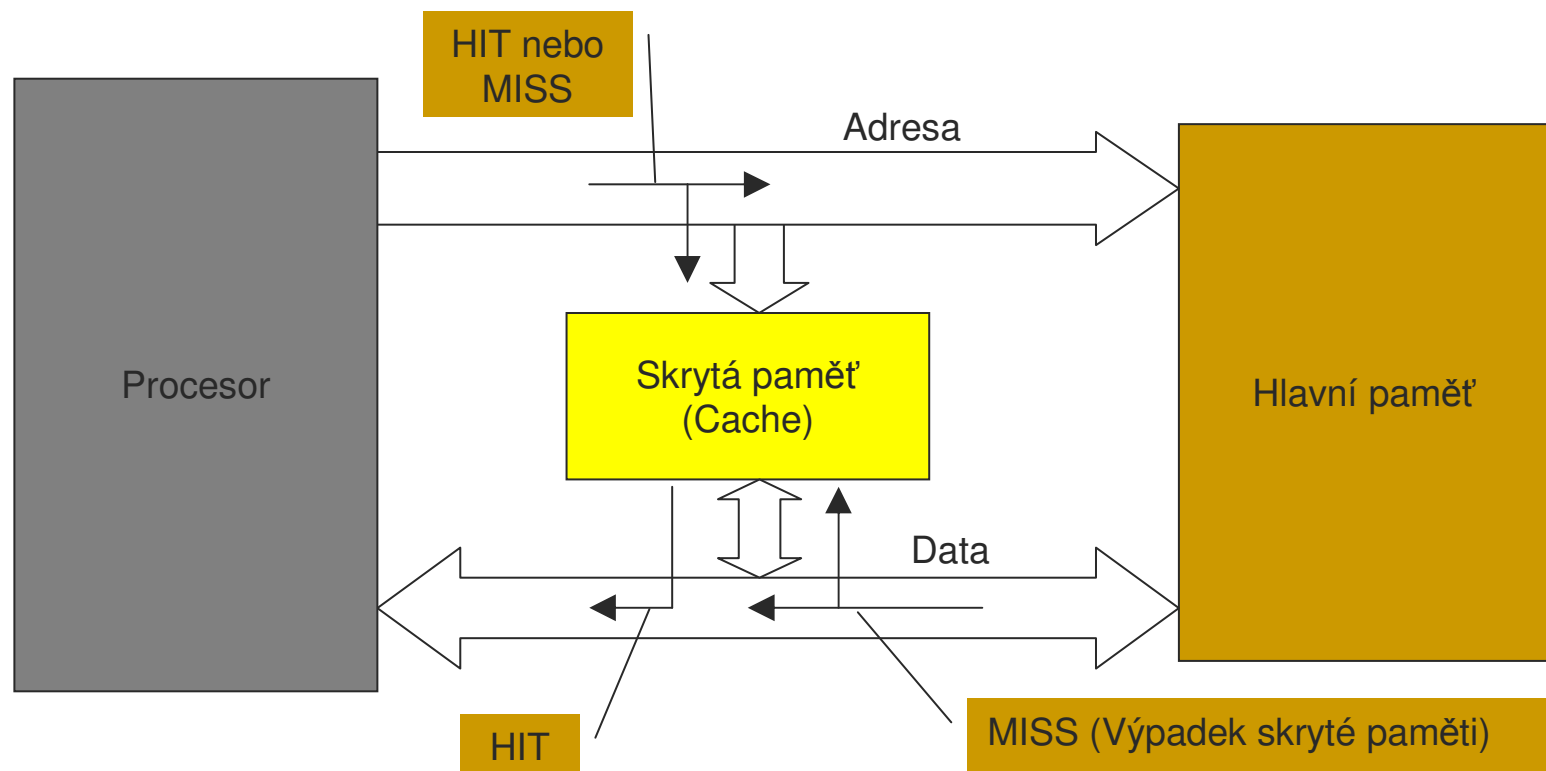 HIT nebo
MISS
Adresa
Procesor
Skrytá paměť
(Cache)
Hlavní paměť
Data
HIT
MISS (Výpadek skryté paměti)